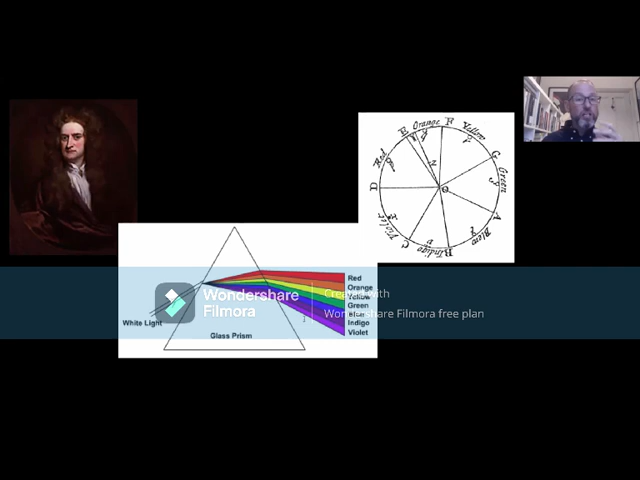 E Orange F
Yellow
G
Green
A
Blew
B
Indigo
C
Violet
D
Red
O
Wondershare
Filmora
Created with
Wondershare Filmora free plan
White Light
Glass Prism
Red
Orange
Yellow
Green
Blue
Indigo
Violet